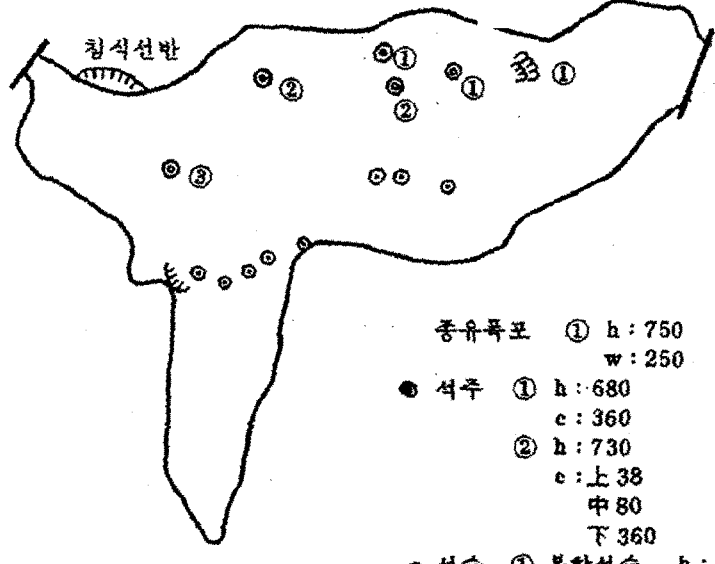 침식선반
①
②
①
①
②
③
종유폭포 ① h : 750
w : 250
석주 ① h : 680
c : 360
② h : 730
c : 上 38
中 80
下 360
①
h :